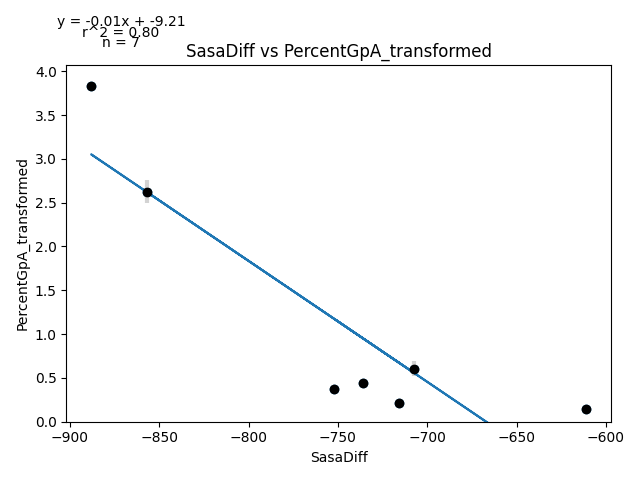 y = -0.01x + -9.21
r^2 = 0.80
n = 7
SasaDiff vs PercentGpA_transformed
4.0
3.5
3.0
2.5
2.0
1.5
1.0
0.5
0.0
PercentGpA_transformed
−900 −850 −800 −750 −700 −650 −600
SasaDiff